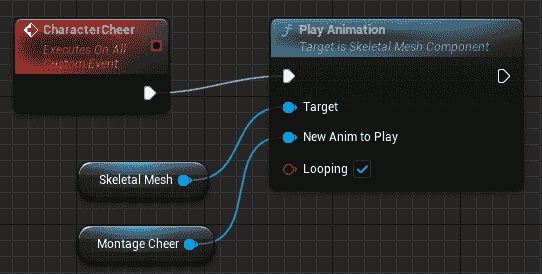 CharacterCheer
Executes On All
Custom Event
Play Animation
Target is Skeletal Mesh Component
Target
New Anim to Play
Looping
Skeletal Mesh
Montage Cheer